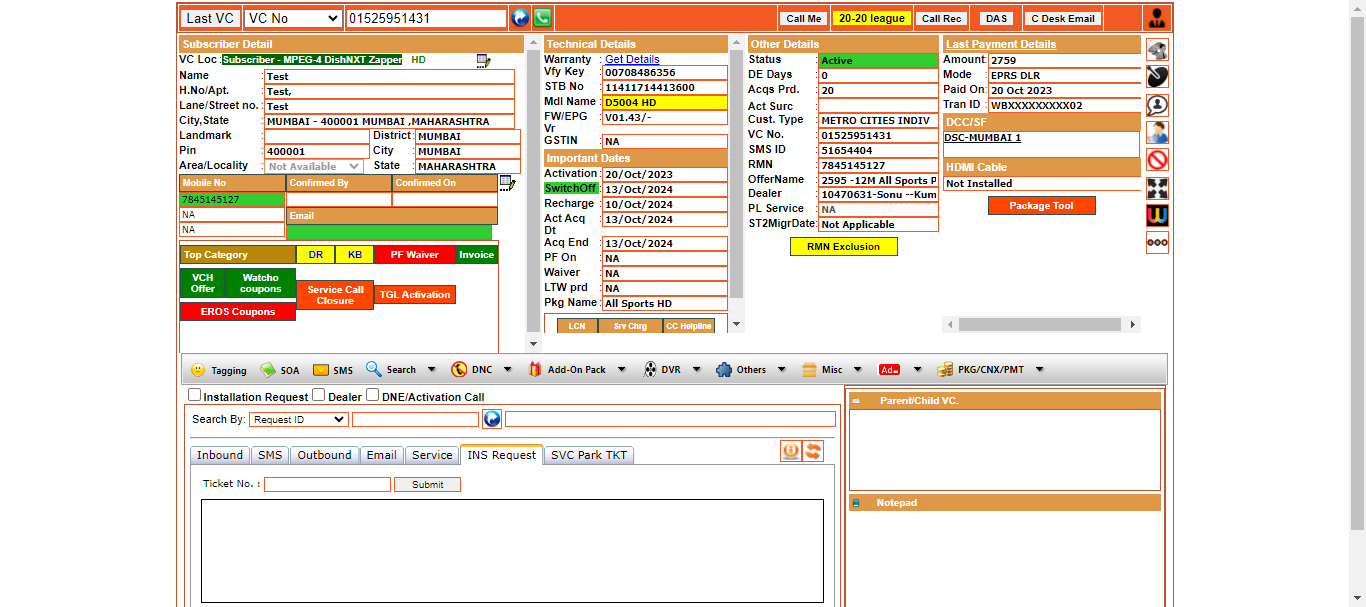 Last VC VC No 01525951431 Call Me 20-20 league Call Rec DAS C Desk Email
Subscriber Detail
VC Loc : Subscriber - MPEG-4 DishNXT Zapper HD
Name : Test
H.No/Apt. : Test,
Lane/Street no. : Test
City,State : MUMBAI - 400001 MUMBAI ,MAHARASHTRA
Landmark : District : MUMBAI
Pin : 400001 City : MUMBAI
Area/Locality : Not Available State : MAHARASHTRA
Mobile No Confirmed By Confirmed On
7845145127
NA Email
NA
Top Category DR KB PF Waiver Invoice
VCH Offer Watcho coupons Service Call Closure TGL Activation
EROS Coupons
Technical Details
Warranty : Get Details
Vfy Key : 00708486356
STB No : 11411714413600
Mdl Name : D5004 HD
FW/EPG Vr : V01.43/-
GSTIN : NA
Important Dates
Activation : 20/Oct/2023
SwitchOff : 13/Oct/2024
Recharge : 10/Oct/2024
Act Acq Dt : 13/Oct/2024
Acq End : 13/Oct/2024
PF On : NA
Waiver : NA
LTW prd : NA
Pkg Name : All Sports HD
LCN Srv Chrg CC Helpline
Other Details
Status : Active
DE Days : 0
Acqs Prd. : 20
Act Surc :
Cust. Type : METRO CITIES INDIV
VC No. : 01525951431
SMS ID : 51654404
RMN : 7845145127
OfferName : 2595 -12M All Sports P
Dealer : 10470631-Sonu --Kum
PL Service : NA
ST2MigrDate: Not Applicable
RMN Exclusion
Last Payment Details
Amount: 2759
Mode : EPRS DLR
Paid On: 20 Oct 2023
Tran ID : WBXXXXXXXXX02
DCC/SF
DSC-MUMBAI 1
HDMI Cable
Not Installed
Package Tool
Tagging SOA SMS Search DNC Add-On Pack DVR Others Misc Ad PKG/CNX/PMT
Installation Request Dealer DNE/Activation Call
Search By: Request ID
Inbound SMS Outbound Email Service INS Request SVC Park TKT
Ticket No. : Submit
Parent/Child VC.
Notepad